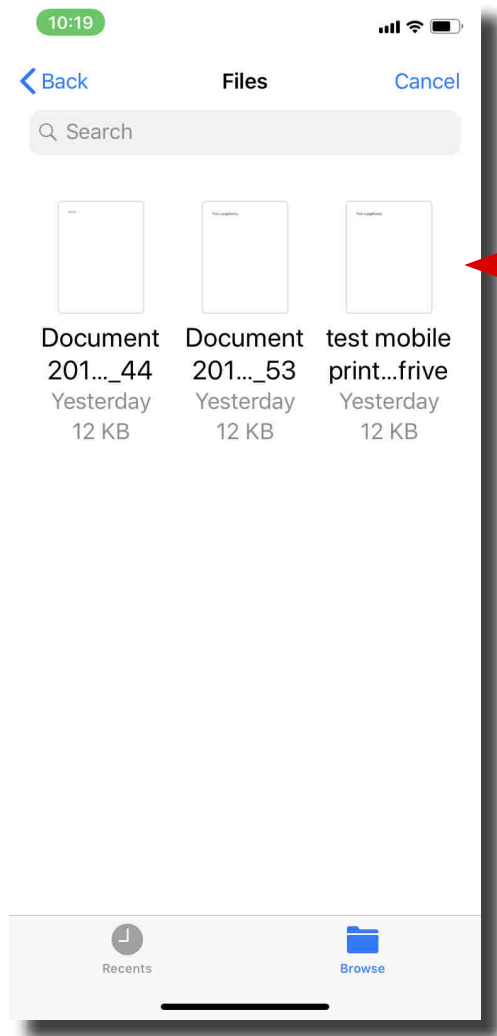 10:19
Back
Files
Cancel
Search
Document
201..._44
Yesterday
12 KB
Document
201..._53
Yesterday
12 KB
test mobile
print...frive
Yesterday
12 KB
Recents
Browse